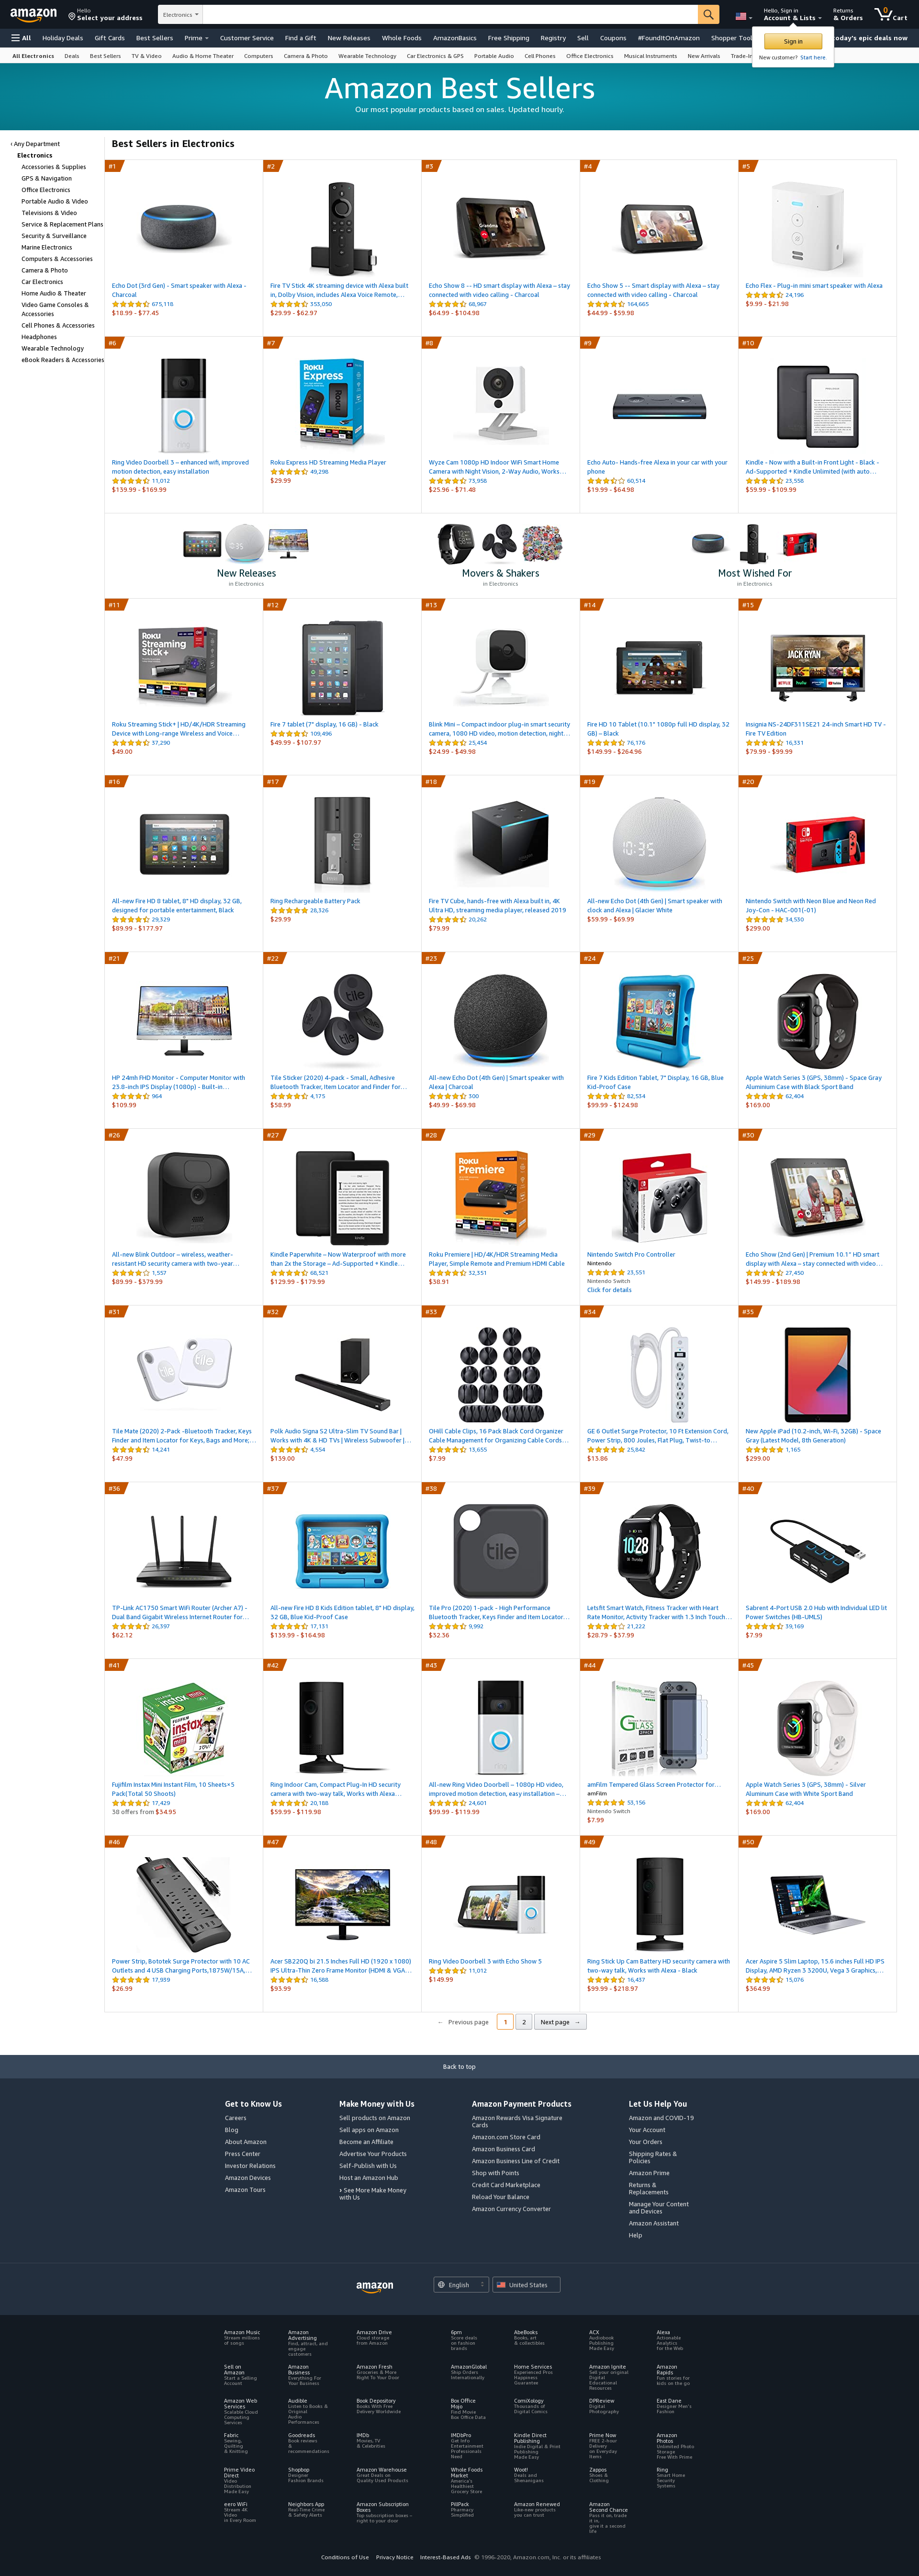 amazon
Hello
Select your address
Electronics
Hello, Sign in
Account & Lists
Returns
& Orders
0
Cart
All
Holiday Deals
Gift Cards
Best Sellers
Prime
Customer Service
Find a Gift
New Releases
Whole Foods
AmazonBasics
Free Shipping
Registry
Sell
Coupons
#FoundItOnAmazon
Sign in
New customer? Start here.
All Electronics
Deals
Best Sellers
TV & Video
Audio & Home Theater
Computers
Camera & Photo
Wearable Technology
Car Electronics & GPS
Portable Audio
Cell Phones
Office Electronics
Musical Instruments
New Arrivals
Amazon Best Sellers
Our most popular products based on sales. Updated hourly.
‹ Any Department
Electronics
Accessories & Supplies
GPS & Navigation
Office Electronics
Portable Audio & Video
Televisions & Video
Service & Replacement Plans
Security & Surveillance
Marine Electronics
Computers & Accessories
Camera & Photo
Car Electronics
Home Audio & Theater
Video Game Consoles &
Accessories
Cell Phones & Accessories
Headphones
Wearable Technology
eBook Readers & Accessories
Best Sellers in Electronics
#1
Echo Dot (3rd Gen) - Smart speaker with Alexa -
Charcoal
675,118
$18.99 - $77.45
#2
Fire TV Stick 4K streaming device with Alexa built
in, Dolby Vision, includes Alexa Voice Remote,…
353,050
$29.99 - $62.97
#3
Echo Show 8 -- HD smart display with Alexa – stay
connected with video calling - Charcoal
68,967
$64.99 - $104.98
#4
Echo Show 5 -- Smart display with Alexa – stay
connected with video calling - Charcoal
164,665
$44.99 - $59.98
#5
Echo Flex - Plug-in mini smart speaker with Alexa
24,196
$9.99 - $21.98
#6
Ring Video Doorbell 3 – enhanced wifi, improved
motion detection, easy installation
11,012
$139.99 - $169.99
#7
Roku Express HD Streaming Media Player
49,298
$29.99
#8
Wyze Cam 1080p HD Indoor WiFi Smart Home
Camera with Night Vision, 2-Way Audio, Works…
73,958
$25.96 - $71.48
#9
Echo Auto- Hands-free Alexa in your car with your
phone
60,514
$19.99 - $64.98
#10
Kindle - Now with a Built-in Front Light - Black -
Ad-Supported + Kindle Unlimited (with auto…
23,558
$59.99 - $109.99
New Releases
in Electronics
Movers & Shakers
in Electronics
Most Wished For
in Electronics
#11
Roku Streaming Stick+ | HD/4K/HDR Streaming
Device with Long-range Wireless and Voice…
37,290
$49.00
#12
Fire 7 tablet (7" display, 16 GB) - Black
109,496
$49.99 - $107.97
#13
Blink Mini – Compact indoor plug-in smart security
camera, 1080 HD video, motion detection, night…
25,454
$24.99 - $49.98
#14
Fire HD 10 Tablet (10.1" 1080p full HD display, 32
GB) – Black
76,176
$149.99 - $264.96
#15
Insignia NS-24DF311SE21 24-inch Smart HD TV -
Fire TV Edition
16,331
$79.99 - $99.99
#16
All-new Fire HD 8 tablet, 8" HD display, 32 GB,
designed for portable entertainment, Black
29,329
$89.99 - $177.97
#17
Ring Rechargeable Battery Pack
28,326
$29.99
#18
Fire TV Cube, hands-free with Alexa built in, 4K
Ultra HD, streaming media player, released 2019
20,262
$79.99
#19
All-new Echo Dot (4th Gen) | Smart speaker with
clock and Alexa | Glacier White
$59.99 - $69.99
#20
Nintendo Switch with Neon Blue and Neon Red
Joy-Con - HAC-001(-01)
34,530
$299.00
#21
HP 24mh FHD Monitor - Computer Monitor with
23.8-inch IPS Display (1080p) - Built-in…
964
$109.99
#22
Tile Sticker (2020) 4-pack - Small, Adhesive
Bluetooth Tracker, Item Locator and Finder for…
4,175
$58.99
#23
All-new Echo Dot (4th Gen) | Smart speaker with
Alexa | Charcoal
300
$49.99 - $69.98
#24
Fire 7 Kids Edition Tablet, 7" Display, 16 GB, Blue
Kid-Proof Case
82,534
$99.99 - $124.98
#25
Apple Watch Series 3 (GPS, 38mm) - Space Gray
Aluminium Case with Black Sport Band
62,404
$169.00
#26
All-new Blink Outdoor – wireless, weather-
resistant HD security camera with two-year…
1,557
$89.99 - $379.99
#27
Kindle Paperwhite – Now Waterproof with more
than 2x the Storage – Ad-Supported + Kindle…
68,521
$129.99 - $179.99
#28
Roku Premiere | HD/4K/HDR Streaming Media
Player, Simple Remote and Premium HDMI Cable
32,351
$38.91
#29
Nintendo Switch Pro Controller
Nintendo
23,551
Nintendo Switch
Click for details
#30
Echo Show (2nd Gen) | Premium 10.1" HD smart
display with Alexa – stay connected with video…
27,450
$149.99 - $189.98
#31
Tile Mate (2020) 2-Pack -Bluetooth Tracker, Keys
Finder and Item Locator for Keys, Bags and More;…
14,241
$47.99
#32
Polk Audio Signa S2 Ultra-Slim TV Sound Bar |
Works with 4K & HD TVs | Wireless Subwoofer |…
4,554
$139.00
#33
OHill Cable Clips, 16 Pack Black Cord Organizer
Cable Management for Organizing Cable Cords…
13,655
$7.99
#34
GE 6 Outlet Surge Protector, 10 Ft Extension Cord,
Power Strip, 800 Joules, Flat Plug, Twist-to…
25,842
$13.86
#35
New Apple iPad (10.2-inch, Wi-Fi, 32GB) - Space
Gray (Latest Model, 8th Generation)
1,165
$299.00
#36
TP-Link AC1750 Smart WiFi Router (Archer A7) -
Dual Band Gigabit Wireless Internet Router for…
26,397
$62.12
#37
All-new Fire HD 8 Kids Edition tablet, 8" HD display,
32 GB, Blue Kid-Proof Case
17,131
$139.99 - $164.98
#38
Tile Pro (2020) 1-pack - High Performance
Bluetooth Tracker, Keys Finder and Item Locator…
9,992
$32.36
#39
Letsfit Smart Watch, Fitness Tracker with Heart
Rate Monitor, Activity Tracker with 1.3 Inch Touch…
21,222
$28.79 - $37.99
#40
Sabrent 4-Port USB 2.0 Hub with Individual LED lit
Power Switches (HB-UMLS)
39,169
$7.99
#41
Fujifilm Instax Mini Instant Film, 10 Sheets×5
Pack(Total 50 Shoots)
17,429
38 offers from $34.95
#42
Ring Indoor Cam, Compact Plug-In HD security
camera with two-way talk, Works with Alexa…
20,188
$59.99 - $119.98
#43
All-new Ring Video Doorbell – 1080p HD video,
improved motion detection, easy installation –…
24,601
$99.99 - $119.99
#44
amFilm Tempered Glass Screen Protector for…
amFilm
53,156
Nintendo Switch
$7.99
#45
Apple Watch Series 3 (GPS, 38mm) - Silver
Aluminum Case with White Sport Band
62,404
$169.00
#46
Power Strip, Bototek Surge Protector with 10 AC
Outlets and 4 USB Charging Ports,1875W/15A,…
17,959
$26.99
#47
Acer SB220Q bi 21.5 Inches Full HD (1920 x 1080)
IPS Ultra-Thin Zero Frame Monitor (HDMI & VGA…
16,588
$93.99
#48
Ring Video Doorbell 3 with Echo Show 5
11,012
$149.99
#49
Ring Stick Up Cam Battery HD security camera with
two-way talk, Works with Alexa - Black
16,437
$99.99 - $218.97
#50
Acer Aspire 5 Slim Laptop, 15.6 inches Full HD IPS
Display, AMD Ryzen 3 3200U, Vega 3 Graphics,…
15,076
$364.99
← Previous page 1 2 Next page →
Back to top
Get to Know Us
Careers
Blog
About Amazon
Press Center
Investor Relations
Amazon Devices
Amazon Tours
Make Money with Us
Sell products on Amazon
Sell apps on Amazon
Become an Affiliate
Advertise Your Products
Self-Publish with Us
Host an Amazon Hub
› See More Make Money
with Us
Amazon Payment Products
Amazon Rewards Visa Signature
Cards
Amazon.com Store Card
Amazon Business Card
Amazon Business Line of Credit
Shop with Points
Credit Card Marketplace
Reload Your Balance
Amazon Currency Converter
Let Us Help You
Amazon and COVID-19
Your Account
Your Orders
Shipping Rates &
Policies
Amazon Prime
Returns &
Replacements
Manage Your Content
and Devices
Amazon Assistant
Help
amazon
English
United States
Amazon Music
Stream millions
of songs
Amazon
Advertising
Find, attract, and
engage
customers
Amazon Drive
Cloud storage
from Amazon
6pm
Score deals
on fashion
brands
AbeBooks
Books, art
& collectibles
ACX
Audiobook
Publishing
Made Easy
Alexa
Actionable
Analytics
for the Web
Sell on
Amazon
Start a Selling
Account
Amazon
Business
Everything For
Your Business
Amazon Fresh
Groceries & More
Right To Your Door
AmazonGlobal
Ship Orders
Internationally
Home Services
Experienced Pros
Happiness
Guarantee
Amazon Ignite
Sell your original
Digital
Educational
Resources
Amazon
Rapids
Fun stories for
kids on the go
Amazon Web
Services
Scalable Cloud
Computing
Services
Audible
Listen to Books &
Original
Audio
Performances
Book Depository
Books With Free
Delivery Worldwide
Box Office
Mojo
Find Movie
Box Office Data
ComiXology
Thousands of
Digital Comics
DPReview
Digital
Photography
East Dane
Designer Men's
Fashion
Fabric
Sewing,
Quilting
& Knitting
Goodreads
Book reviews
&
recommendations
IMDb
Movies, TV
& Celebrities
IMDbPro
Get Info
Entertainment
Professionals
Need
Kindle Direct
Publishing
Indie Digital & Print
Publishing
Made Easy
Prime Now
FREE 2-hour
Delivery
on Everyday
Items
Amazon
Photos
Unlimited Photo
Storage
Free With Prime
Prime Video
Direct
Video
Distribution
Made Easy
Shopbop
Designer
Fashion Brands
Amazon Warehouse
Great Deals on
Quality Used Products
Whole Foods
Market
America's
Healthiest
Grocery Store
Woot!
Deals and
Shenanigans
Zappos
Shoes &
Clothing
Ring
Smart Home
Security
Systems
eero WiFi
Stream 4K
Video
in Every Room
Neighbors App
Real-Time Crime
& Safety Alerts
Amazon Subscription
Boxes
Top subscription boxes –
right to your door
PillPack
Pharmacy
Simplified
Amazon Renewed
Like-new products
you can trust
Amazon
Second Chance
Pass it on, trade
it in,
give it a second
life
Conditions of Use Privacy Notice Interest-Based Ads © 1996-2020, Amazon.com, Inc. or its affiliates